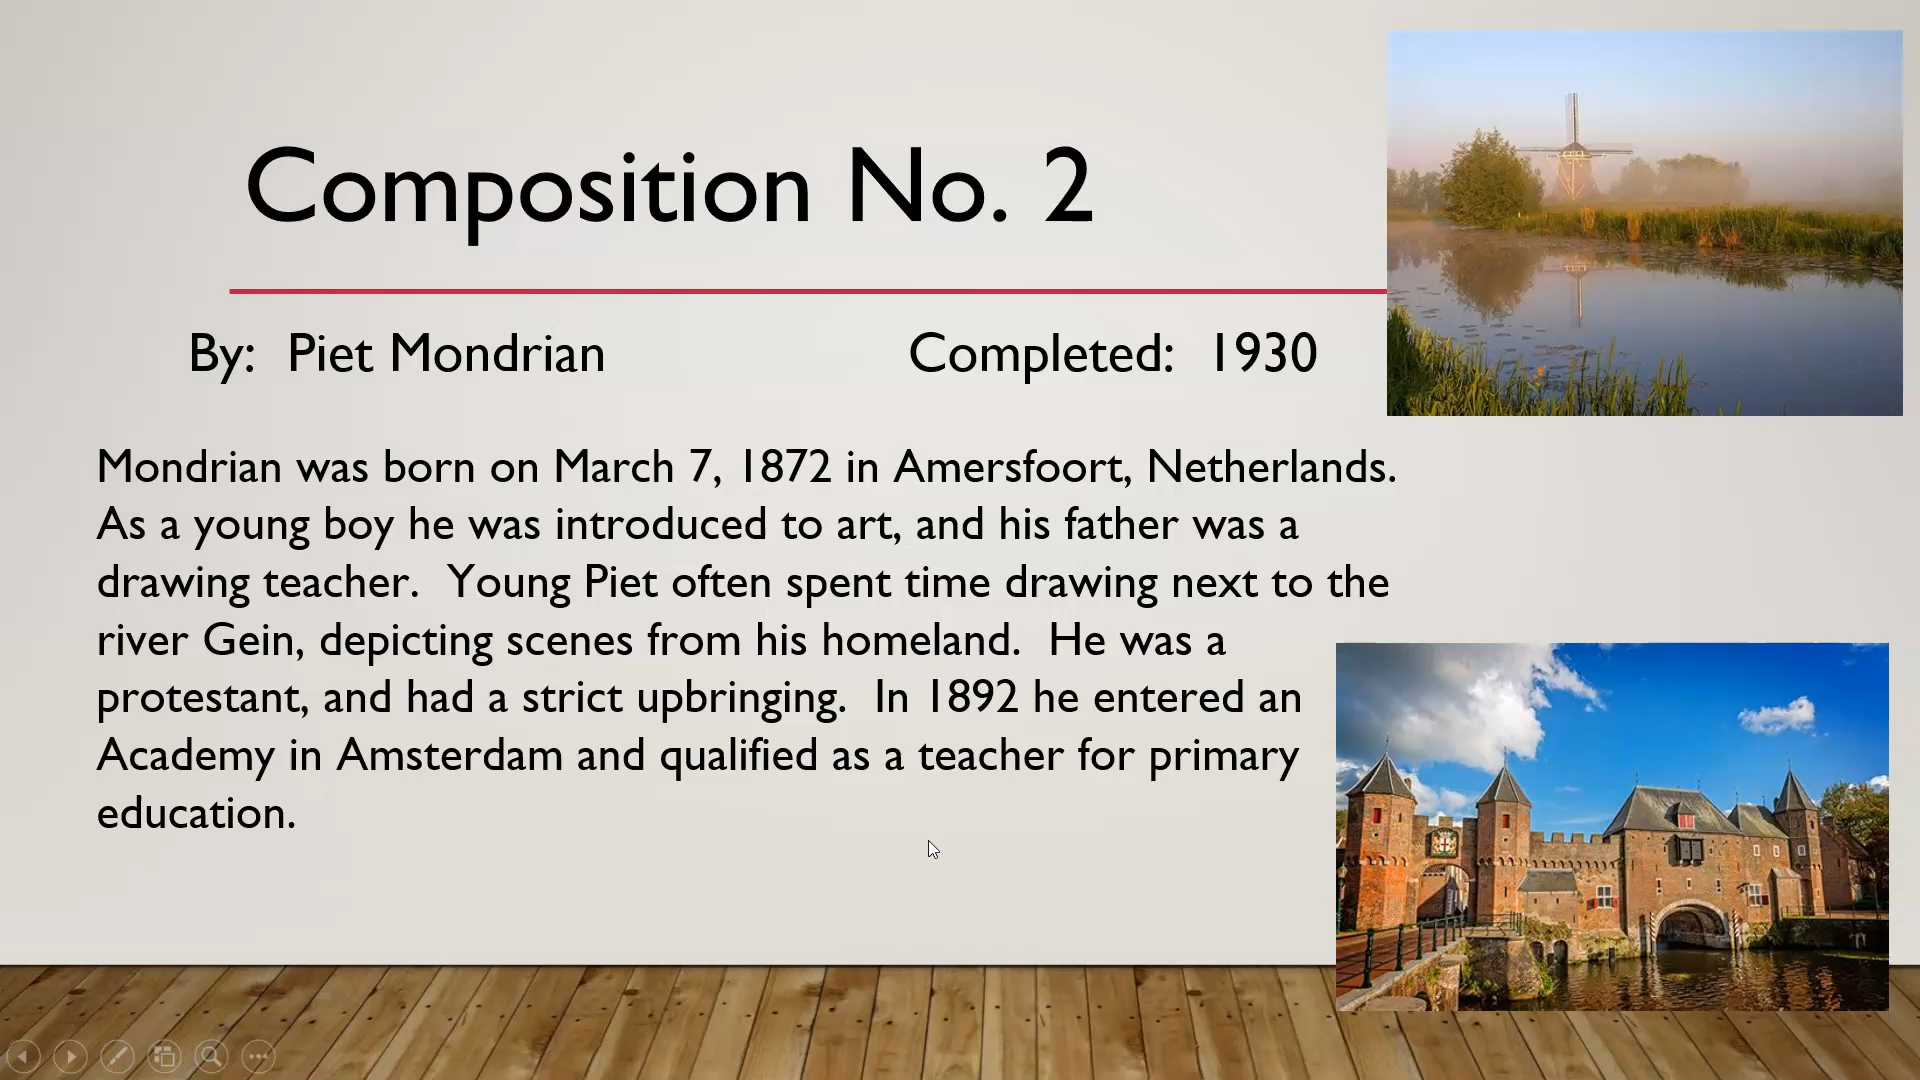 Composition No. 2
By: Piet Mondrian
Completed: 1930
Mondrian was born on March 7, 1872 in Amersfoort, Netherlands.
As a young boy he was introduced to art, and his father was a
drawing teacher. Young Piet often spent time drawing next to the
river Gein, depicting scenes from his homeland. He was a
protestant, and had a strict upbringing. In 1892 he entered an
Academy in Amsterdam and qualified as a teacher for primary
education.